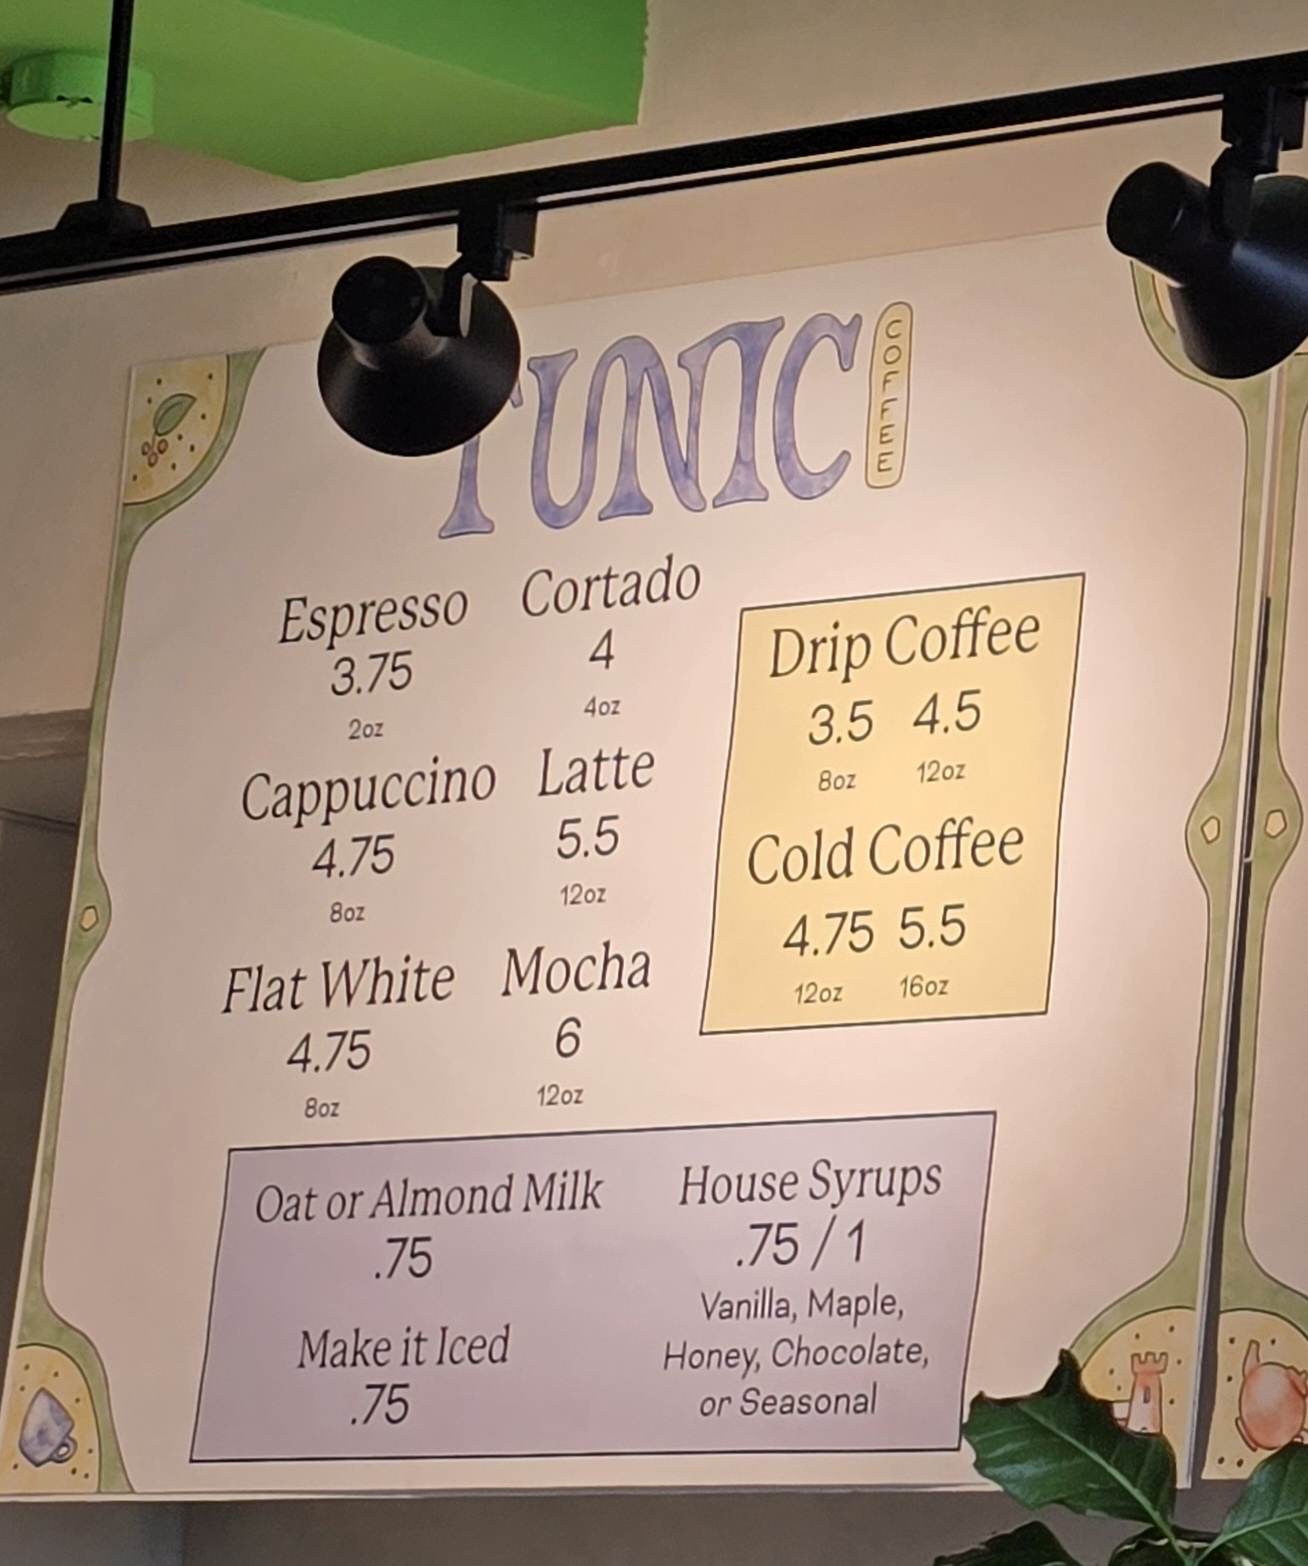 TUNIC
COFFEE
Espresso
3.75
2oz
Cortado
4
4oz
Cappuccino
4.75
8oz
Latte
5.5
12oz
Flat White
4.75
8oz
Mocha
6
12oz
Drip Coffee
3.5 4.5
8oz 12oz
Cold Coffee
4.75 5.5
12oz 16oz
Oat or Almond Milk
.75
Make it Iced
.75
House Syrups
.75 / 1
Vanilla, Maple,
Honey, Chocolate,
or Seasonal